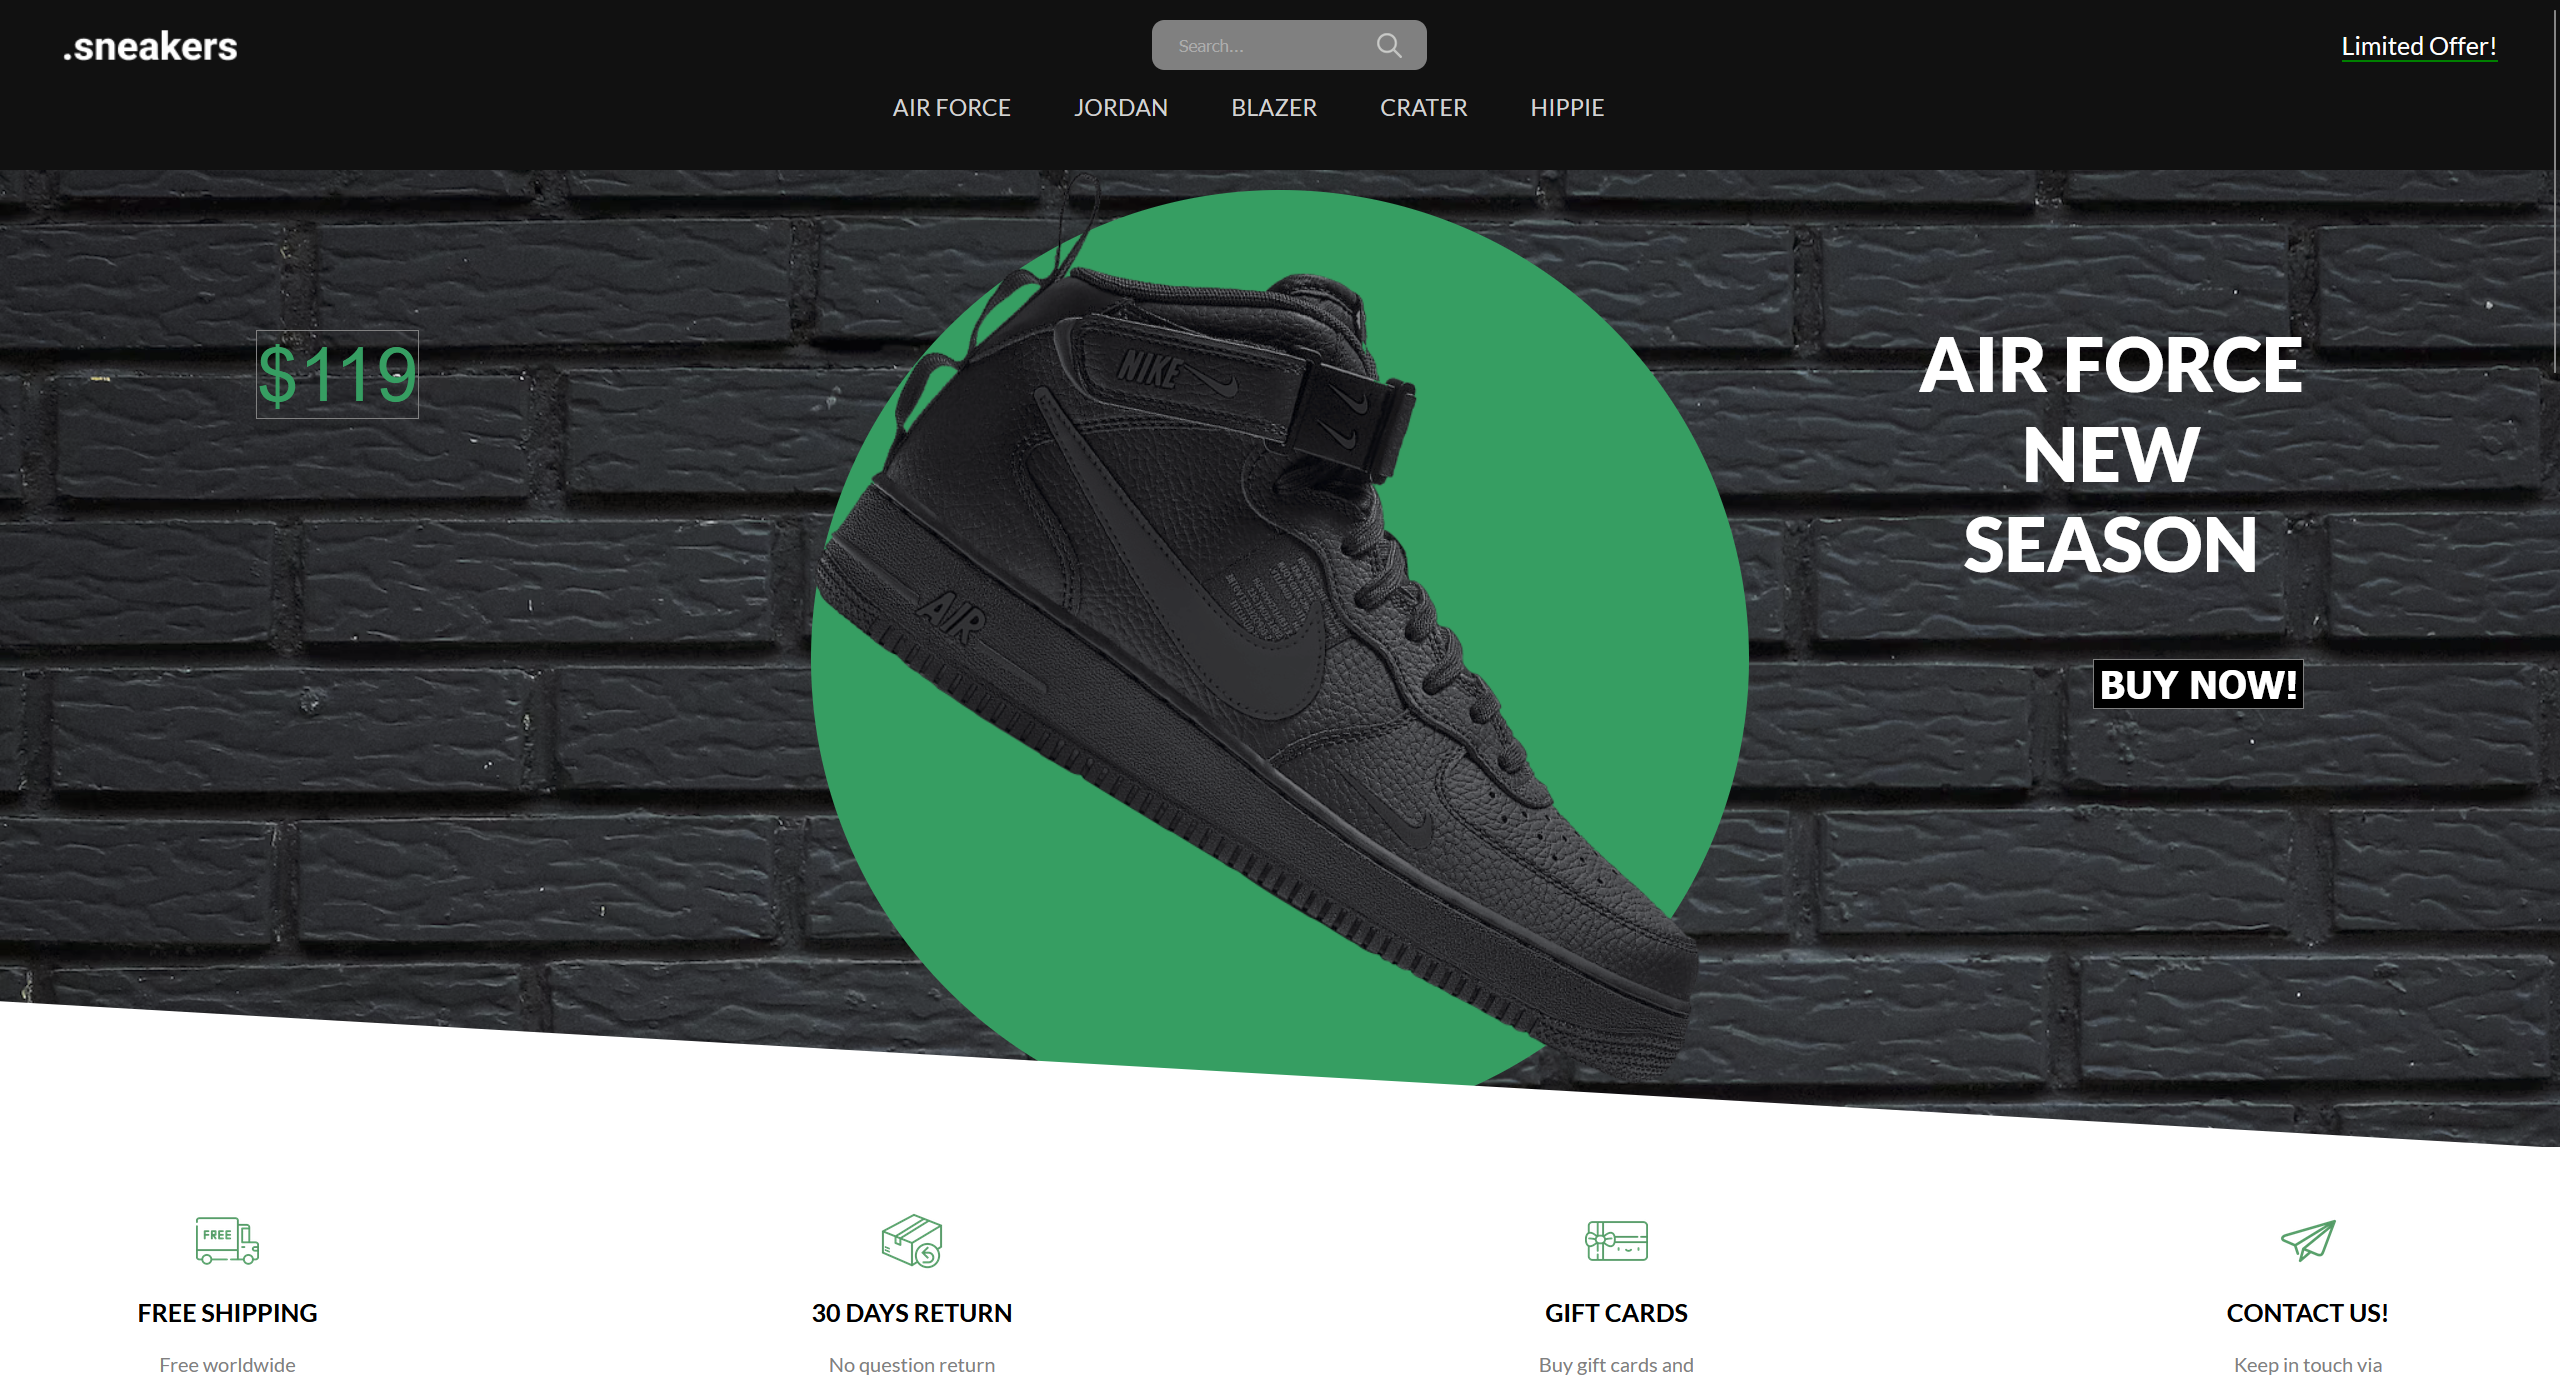 .sneakers
Search...
Limited Offer!
AIR FORCE
JORDAN
BLAZER
CRATER
HIPPIE
$119
NIKE
AIR
AIR FORCE
NEW
SEASON
BUY NOW!
FREE
FREE SHIPPING
Free worldwide
30 DAYS RETURN
No question return
GIFT CARDS
Buy gift cards and
CONTACT US!
Keep in touch via